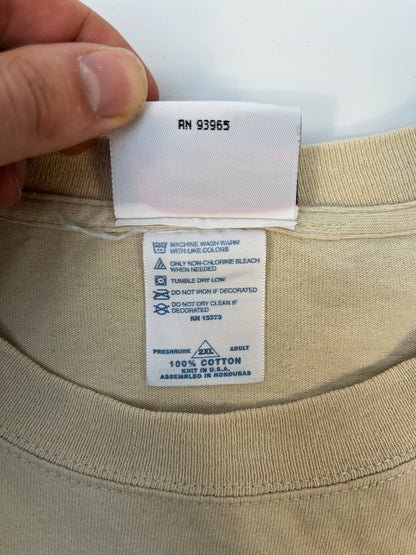 RN 93965
MACHINE WASH WARM
WITH LIKE COLORS
ONLY NON-CHLORINE BLEACH
WHEN NEEDED
TUMBLE DRY LOW
DO NOT IRON IF DECORATED
DO NOT DRY CLEAN IF
DECORATED
RN 15373
PRESHRUNK 2XL ADULT
100% COTTON
KNIT IN U.S.A.
ASSEMBLED IN HONDURAS